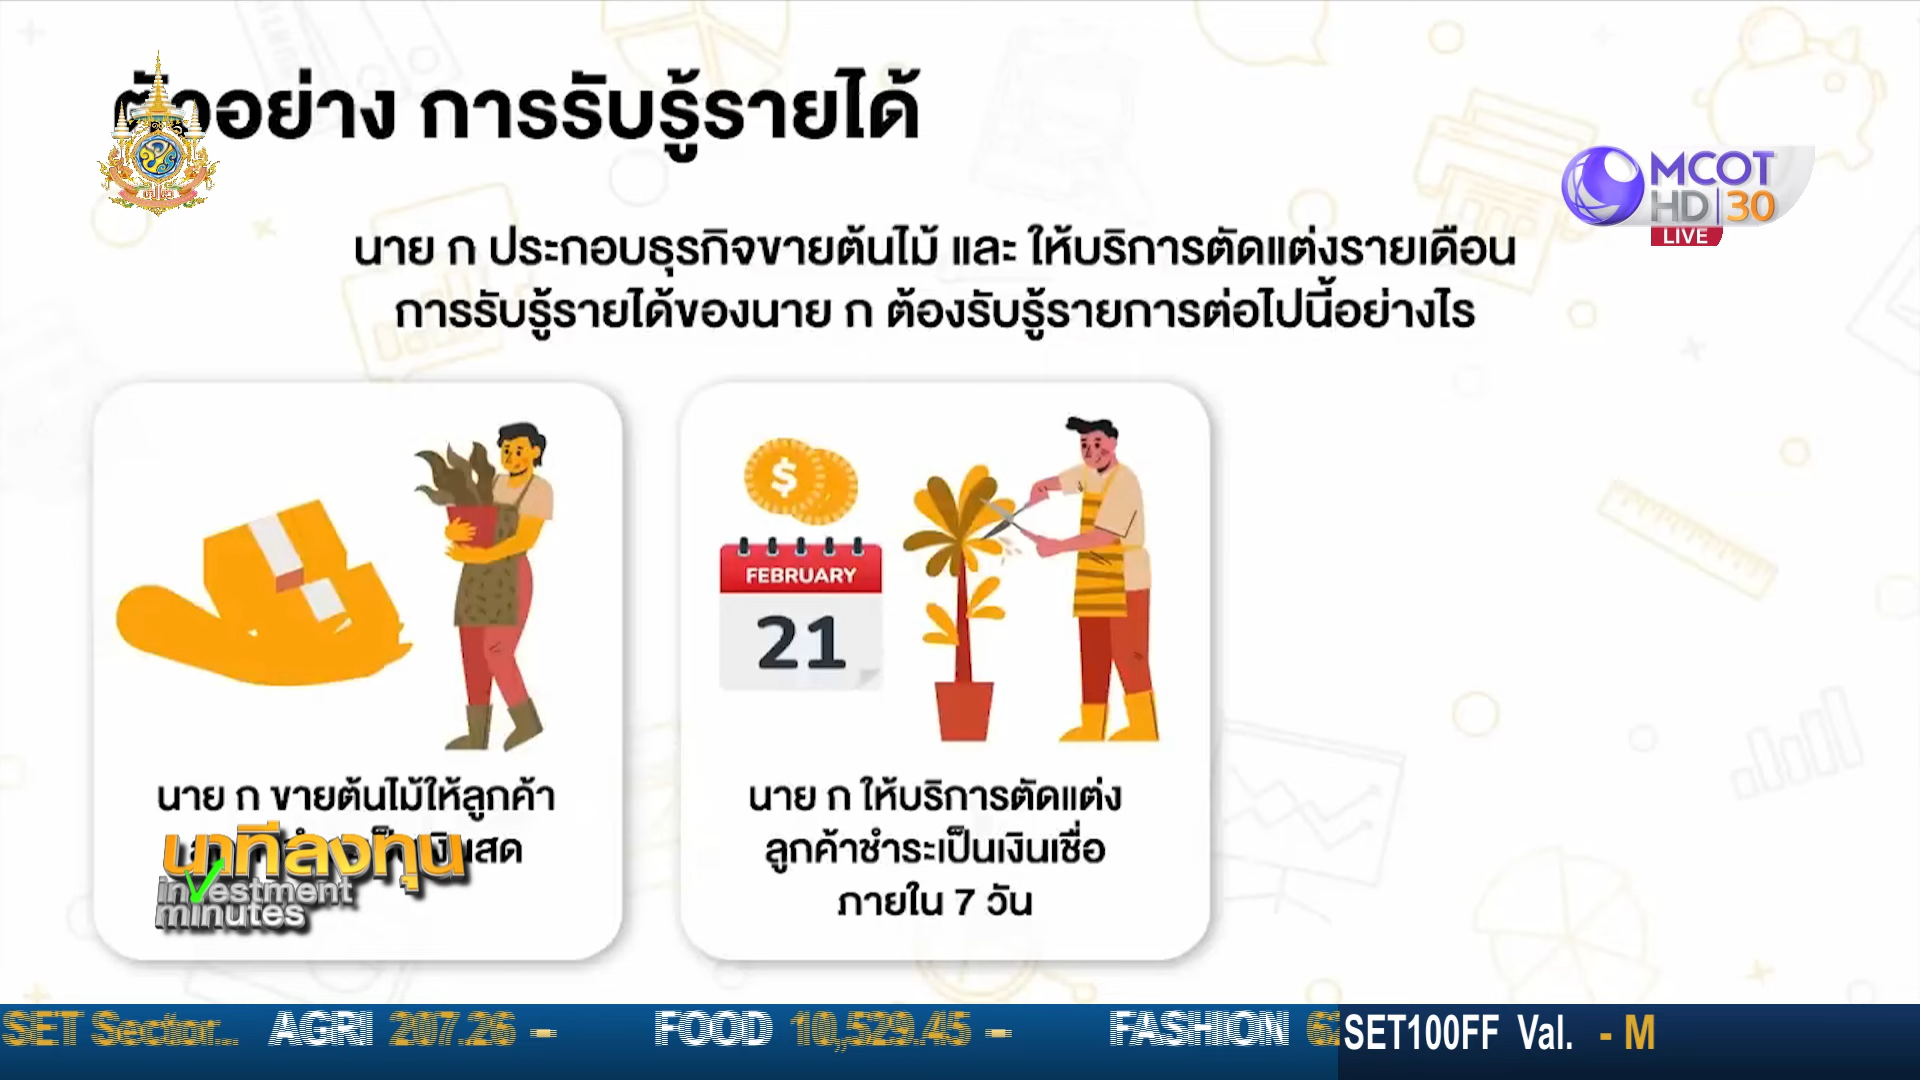 ตัวอย่าง การรับรู้รายได้
MCOT
HD 30
LIVE
นาย ก ประกอบธุรกิจขายต้นไม้ และ ให้บริการตัดแต่งรายเดือน
การรับรู้รายได้ของนาย ก ต้องรับรู้รายการต่อไปนี้อย่างไร
$
FEBRUARY
21
นาย ก ขายต้นไม้ให้ลูกค้า
นาทีลงทุน
investment
minutes
นาย ก ให้บริการตัดแต่ง
ลูกค้าชำระเป็นเงินเชื่อ
ภายใน 7 วัน
SET Sector... AGRI 207.26 - FOOD 10,529.45 - FASHION
SET100FF Val. - M